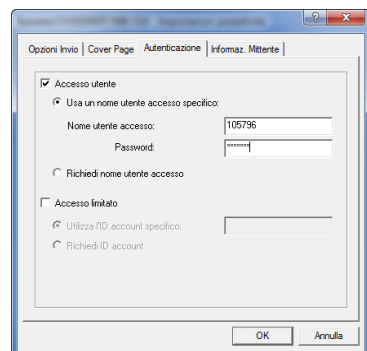 Opzioni Invio Cover Page Autenticazione Informaz. Mittente
Accesso utente
Usa un nome utente accesso specifico:
Nome utente accesso: 105796
Password: *******
Richiedi nome utente accesso
Accesso limitato
Utilizza l'ID account specifico:
Richiedi ID account
OK Annulla